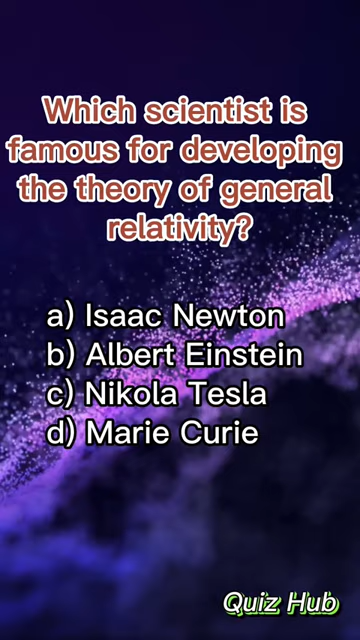 Which scientist is
famous for developing
the theory of general
relativity?
a) Isaac Newton
b) Albert Einstein
c) Nikola Tesla
d) Marie Curie
Quiz Hub